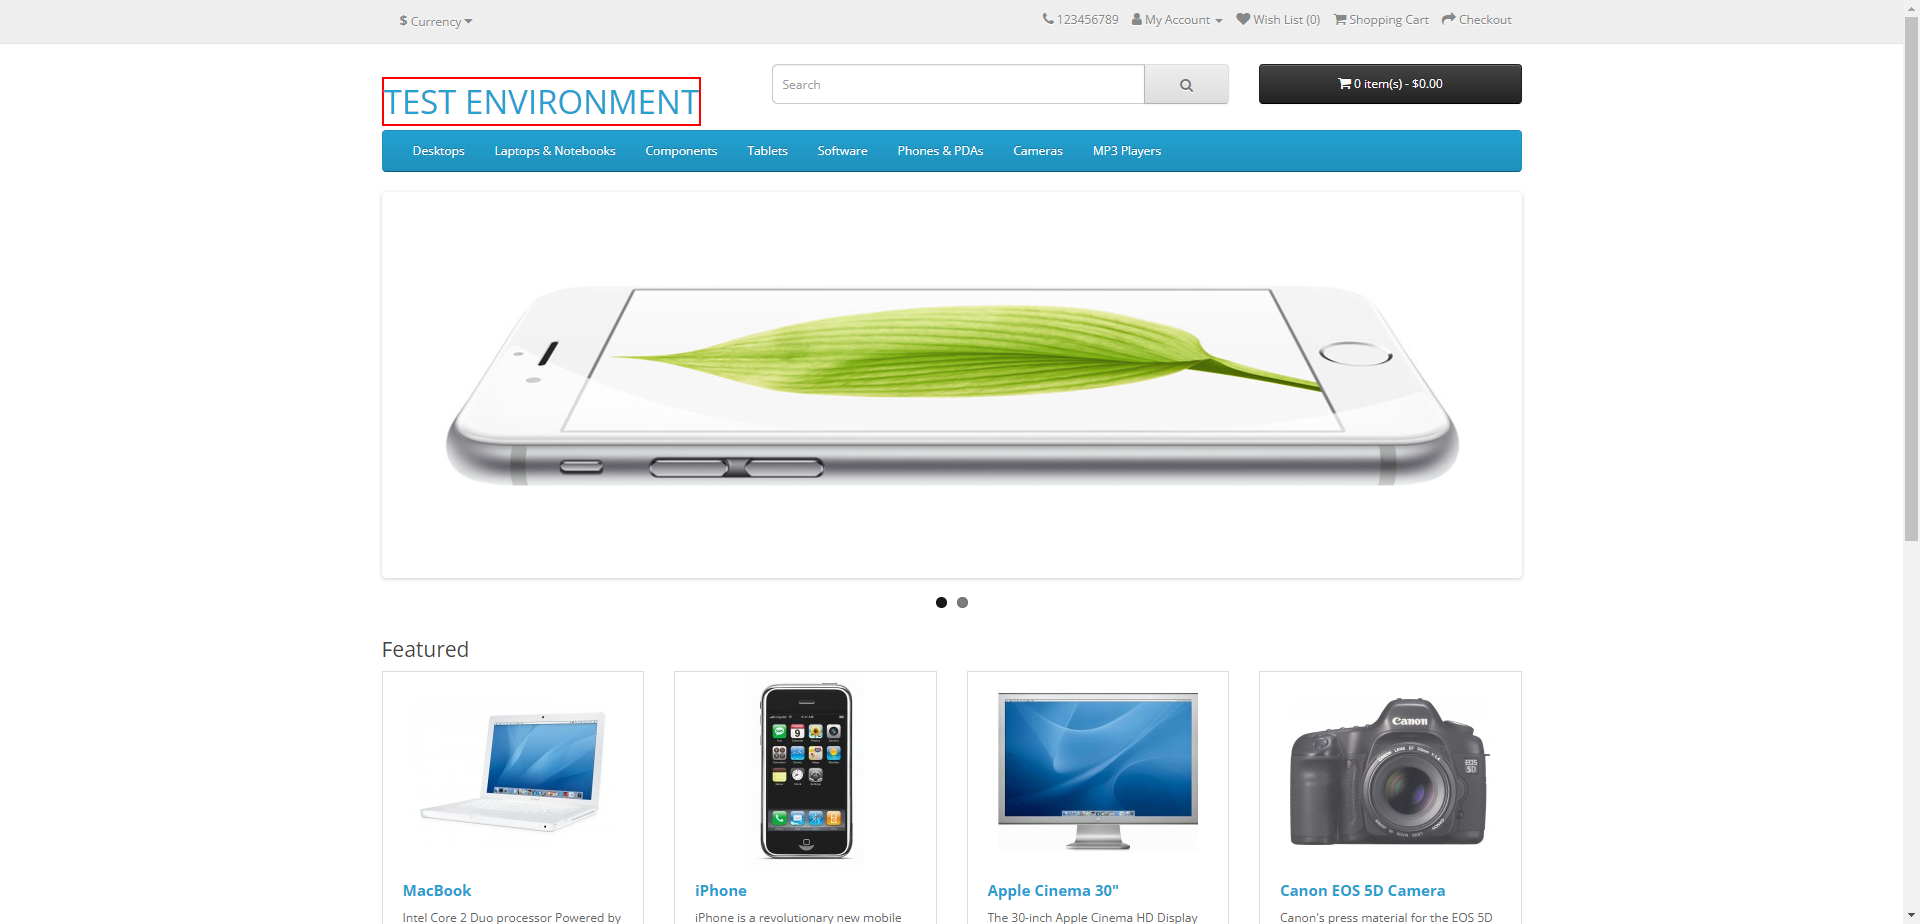 $ Currency
123456789 My Account Wish List (0) Shopping Cart Checkout
TEST ENVIRONMENT
Search
0 item(s) - $0.00
Desktops Laptops & Notebooks Components Tablets Software Phones & PDAs Cameras MP3 Players
Featured
Canon
EOS
5D
MacBook
Intel Core 2 Duo processor Powered by
iPhone
iPhone is a revolutionary new mobile
Apple Cinema 30"
The 30-inch Apple Cinema HD Display
Canon EOS 5D Camera
Canon's press material for the EOS 5D